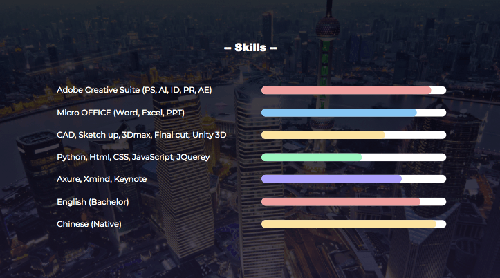 -- Skills --
Adobe Creative Suite (PS, AI, ID, PR, AE)
Micro OFFICE (Word, Excel, PPT)
CAD, Sketch up, 3Dmax, Final cut, Unity 3D
Python, Html, CSS, JavaScript, JQuerey
Axure, Xmind, Keynote
English (Bachelor)
Chinese (Native)